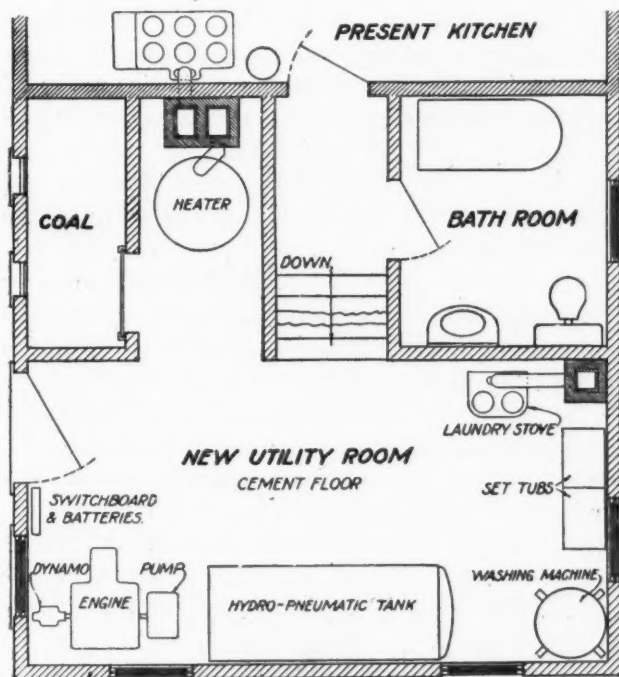 PRESENT KITCHEN
COAL
HEATER
BATH ROOM
DOWN
LAUNDRY STOVE
NEW UTILITY ROOM
CEMENT FLOOR
SET TUBS
SWITCHBOARD
& BATTERIES.
DYNAMO
ENGINE
PUMP
HYDRO-PNEUMATIC TANK
WASHING MACHINE